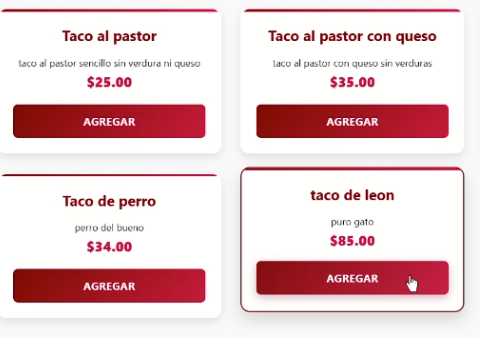 Taco al pastor
taco al pastor sencillo sin verdura ni queso
$25.00
AGREGAR
Taco al pastor con queso
taco al pastor con queso sin verduras
$35.00
AGREGAR
Taco de perro
perro del bueno
$34.00
AGREGAR
taco de leon
puro gato
$85.00
AGREGAR